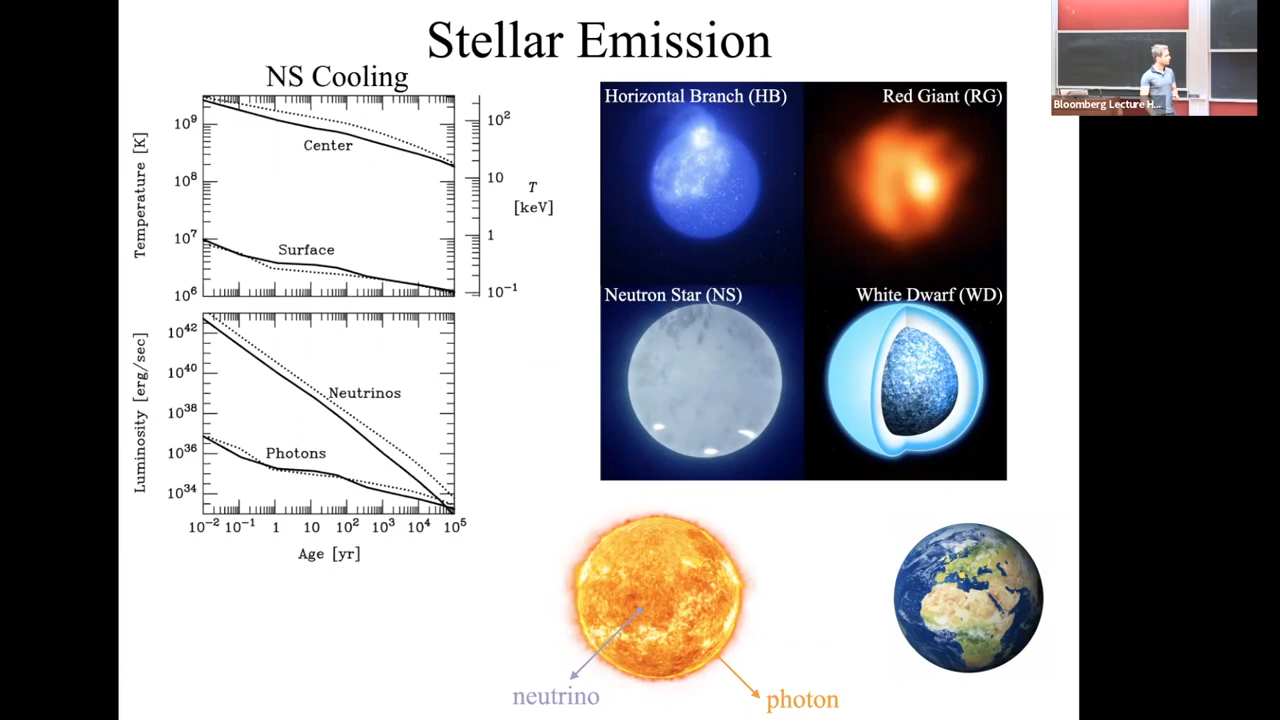 Stellar Emission
NS Cooling
Temperature [K]
10⁹
10⁸
10⁷
10⁶
Center
Surface
10²
10
1
10⁻¹
T
[keV]
Luminosity [erg/sec]
10⁴²
10⁴⁰
10³⁸
10³⁶
10³⁴
Neutrinos
Photons
10⁻² 10⁻¹ 1 10 10² 10³ 10⁴ 10⁵
Age [yr]
Horizontal Branch (HB)
Red Giant (RG)
Neutron Star (NS)
White Dwarf (WD)
neutrino
photon
Bloomberg Lecture H...